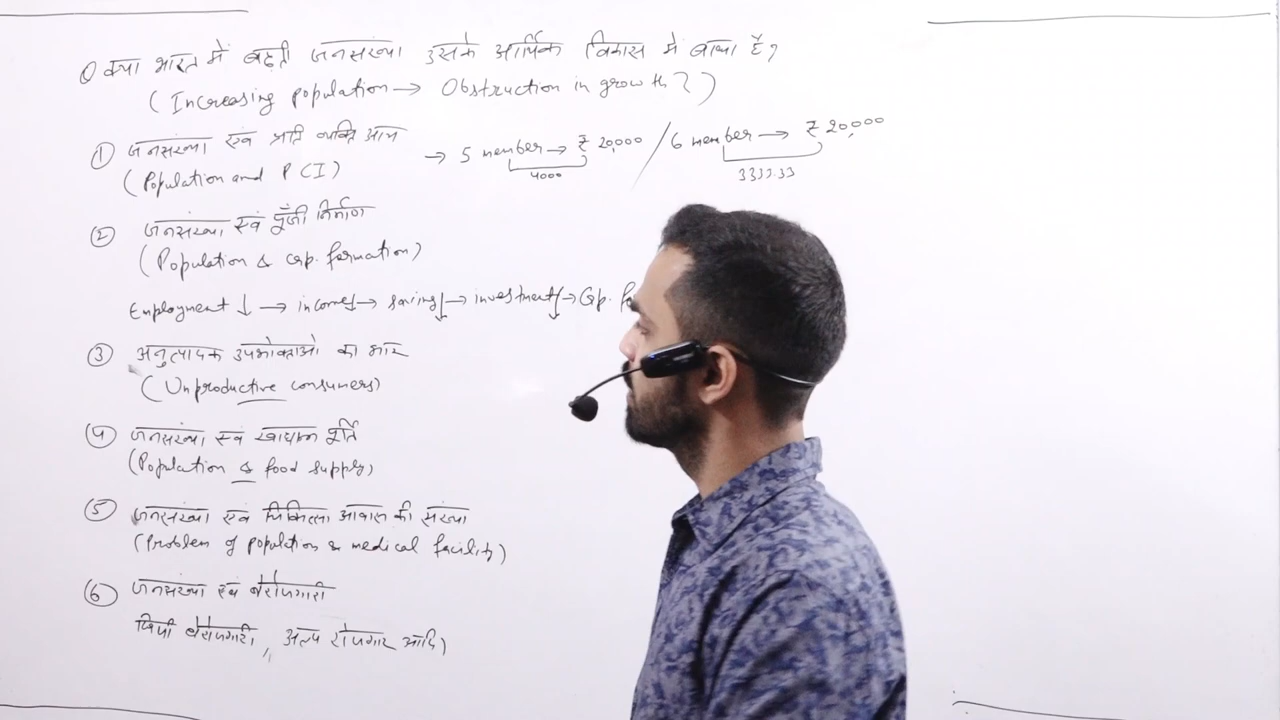 Q क्या भारत में बढ़ती जनसंख्या उसके आर्थिक विकास में बाधा है?
(Increasing population → Obstruction in growth?)
① जनसंख्या एवं प्रति व्यक्ति आय
(Population and PCI)
→ 5 member → ₹ 20,000 / 6 member → ₹ 20,000
4000
3333.33
② जनसंख्या एवं पूँजी निर्माण
(Population & cap. formation)
Employment ↓ → income↓ → saving↓ → investment↓ → Cap.
③ अनुत्पादक उपभोक्ताओं का भार
(Unproductive consumers)
④ जनसंख्या एवं खाद्यान्न पूर्ति
(Population & food supply)
⑤ जनसंख्या एवं चिकित्सा आवास की संख्या
(Problem of population & medical facility)
⑥ जनसंख्या एवं बेरोजगारी
छिपी बेरोजगारी, अल्प रोजगार आदि)